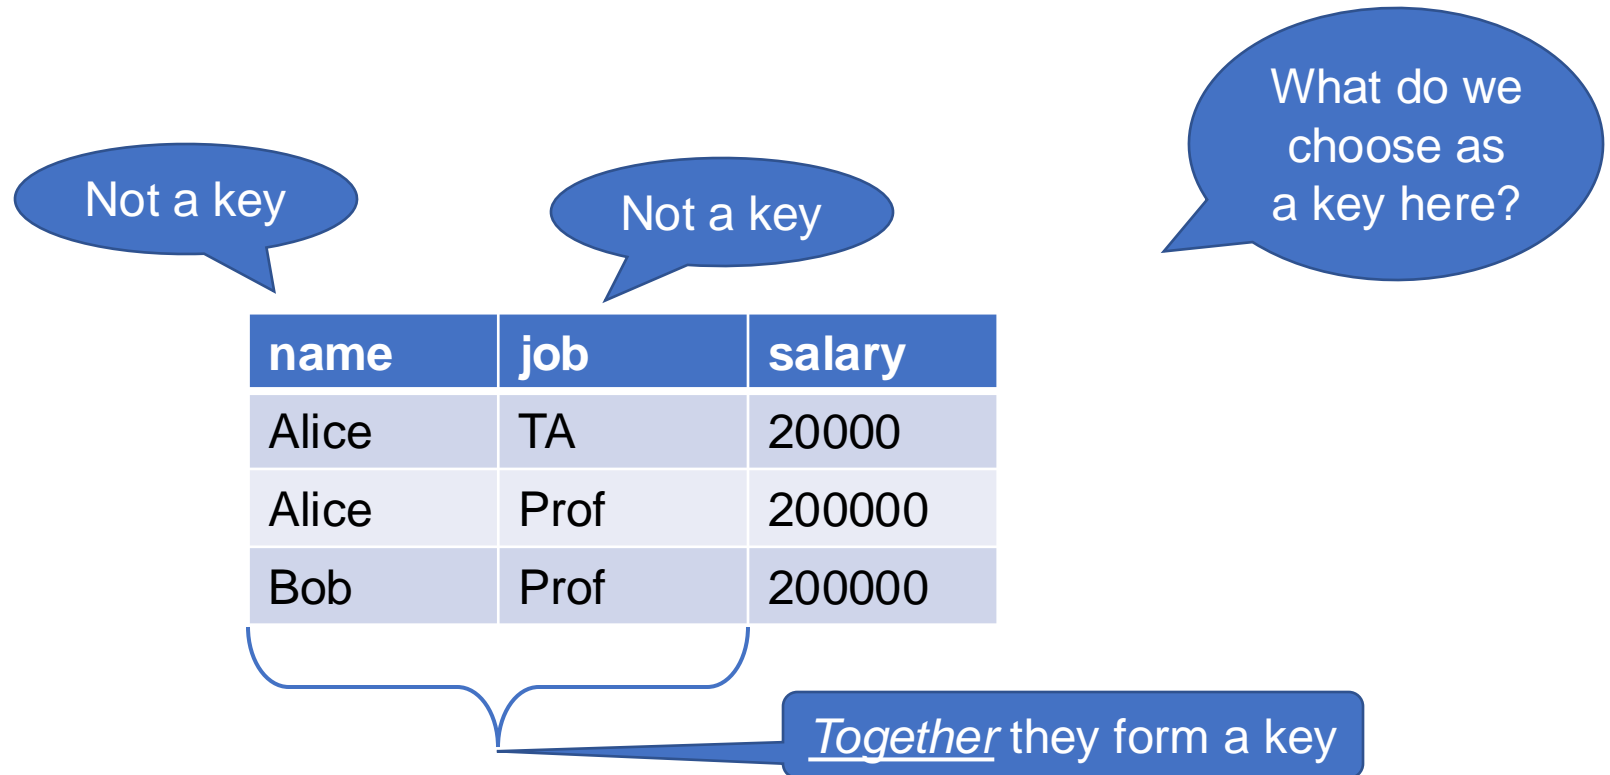 What do we
choose as
a key here?
Not a key
Not a key
name job salary
Alice TA 20000
Alice Prof 200000
Bob Prof 200000
Together they form a key